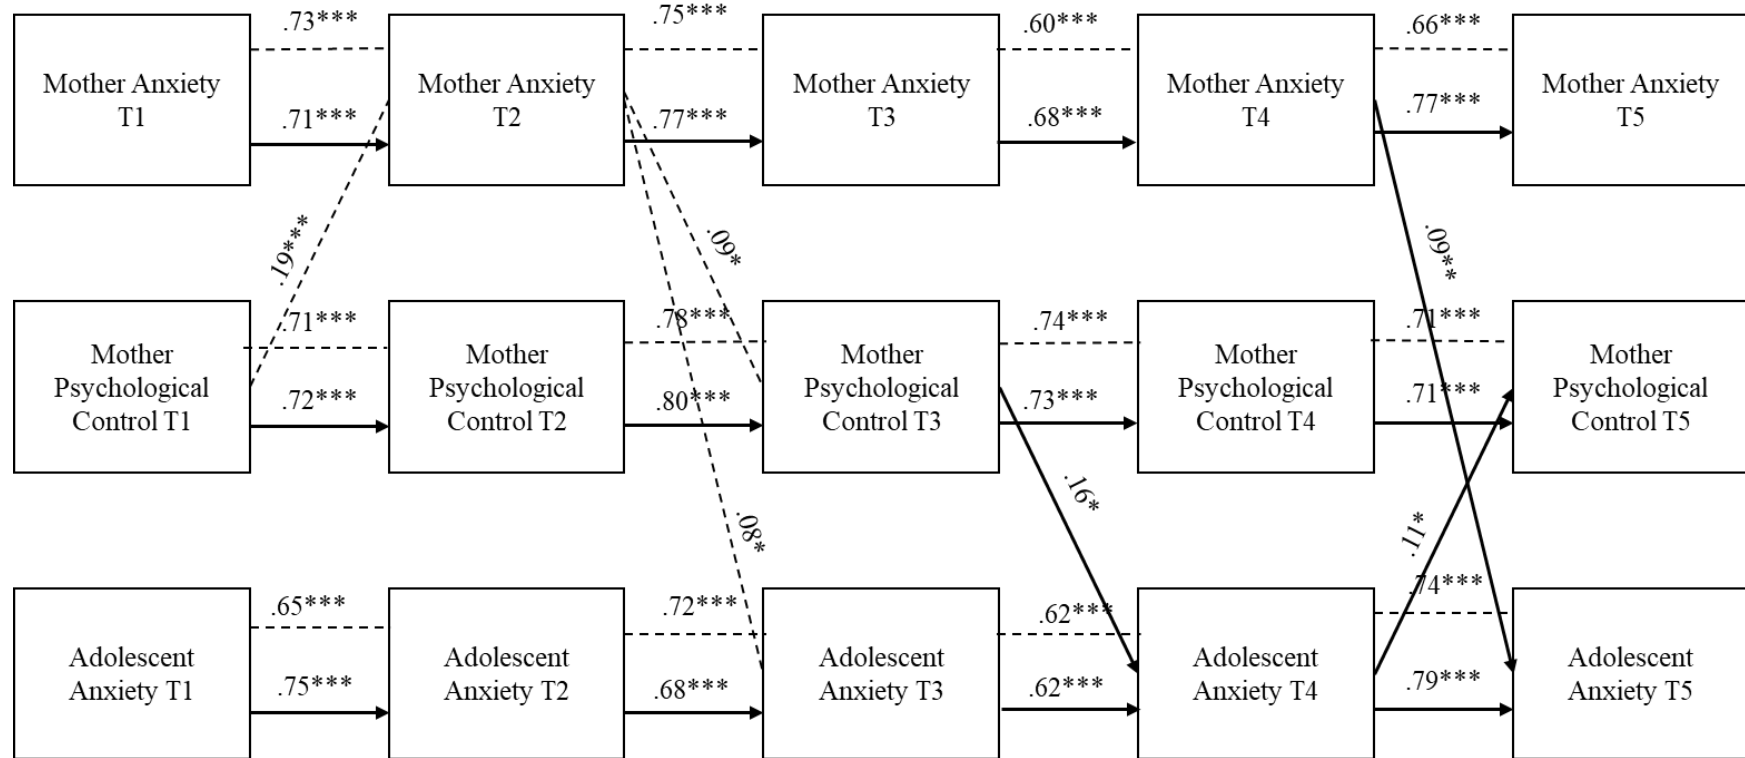 .73***
.75***
.60***
.66***
Mother Anxiety
T1
Mother Anxiety
T2
Mother Anxiety
T3
Mother Anxiety
T4
Mother Anxiety
T5
.71***
.77***
.68***
.77***
.19***
.09*
.09**
.71***
.78***
.74***
.71***
Mother
Psychological
Control T1
Mother
Psychological
Control T2
Mother
Psychological
Control T3
Mother
Psychological
Control T4
Mother
Psychological
Control T5
.72***
.80***
.73***
.71***
.08*
.16*
.11*
.65***
.72***
.62***
.74***
Adolescent
Anxiety T1
Adolescent
Anxiety T2
Adolescent
Anxiety T3
Adolescent
Anxiety T4
Adolescent
Anxiety T5
.75***
.68***
.62***
.79***